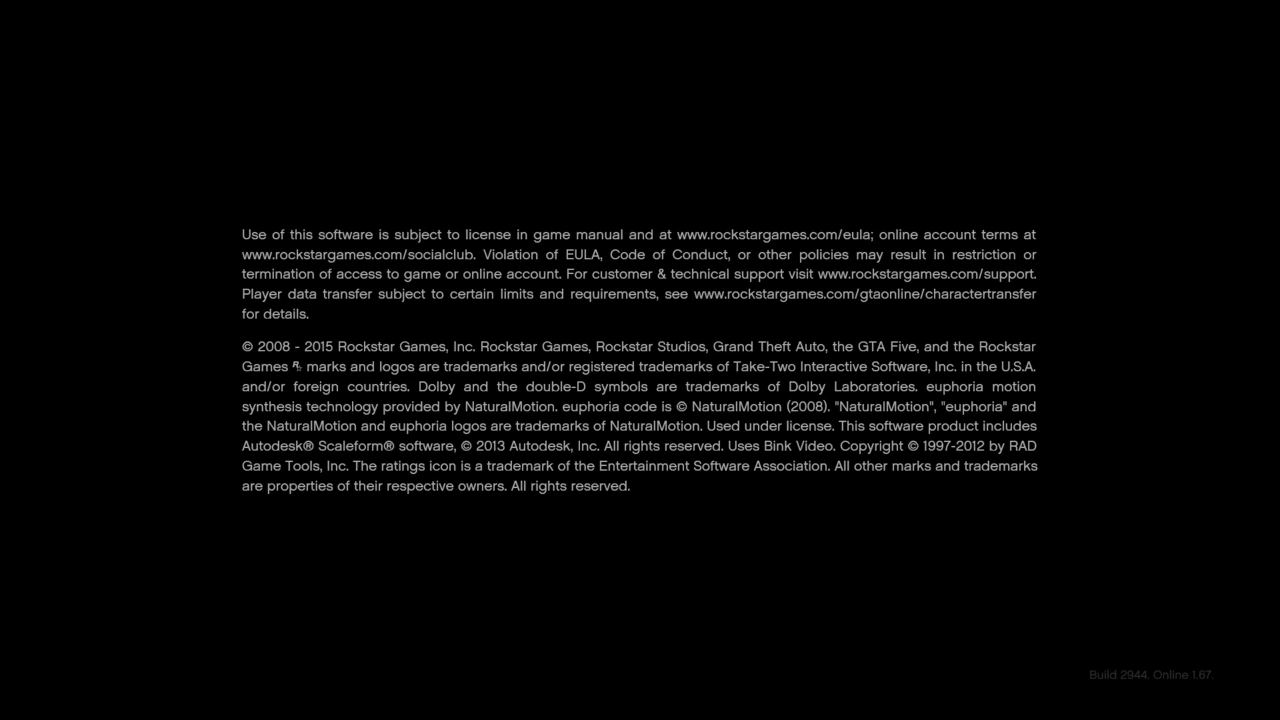 Use of this software is subject to license in game manual and at www.rockstargames.com/eula; online account terms at
www.rockstargames.com/socialclub. Violation of EULA, Code of Conduct, or other policies may result in restriction or
termination of access to game or online account. For customer & technical support visit www.rockstargames.com/support.
Player data transfer subject to certain limits and requirements, see www.rockstargames.com/gtaonline/charactertransfer
for details.
© 2008 - 2015 Rockstar Games, Inc. Rockstar Games, Rockstar Studios, Grand Theft Auto, the GTA Five, and the Rockstar
Games R* marks and logos are trademarks and/or registered trademarks of Take-Two Interactive Software, Inc. in the U.S.A.
and/or foreign countries. Dolby and the double-D symbols are trademarks of Dolby Laboratories. euphoria motion
synthesis technology provided by NaturalMotion. euphoria code is © NaturalMotion (2008). "NaturalMotion", "euphoria" and
the NaturalMotion and euphoria logos are trademarks of NaturalMotion. Used under license. This software product includes
Autodesk® Scaleform® software, © 2013 Autodesk, Inc. All rights reserved. Uses Bink Video. Copyright © 1997-2012 by RAD
Game Tools, Inc. The ratings icon is a trademark of the Entertainment Software Association. All other marks and trademarks
are properties of their respective owners. All rights reserved.
Build 2944. Online 1.67.